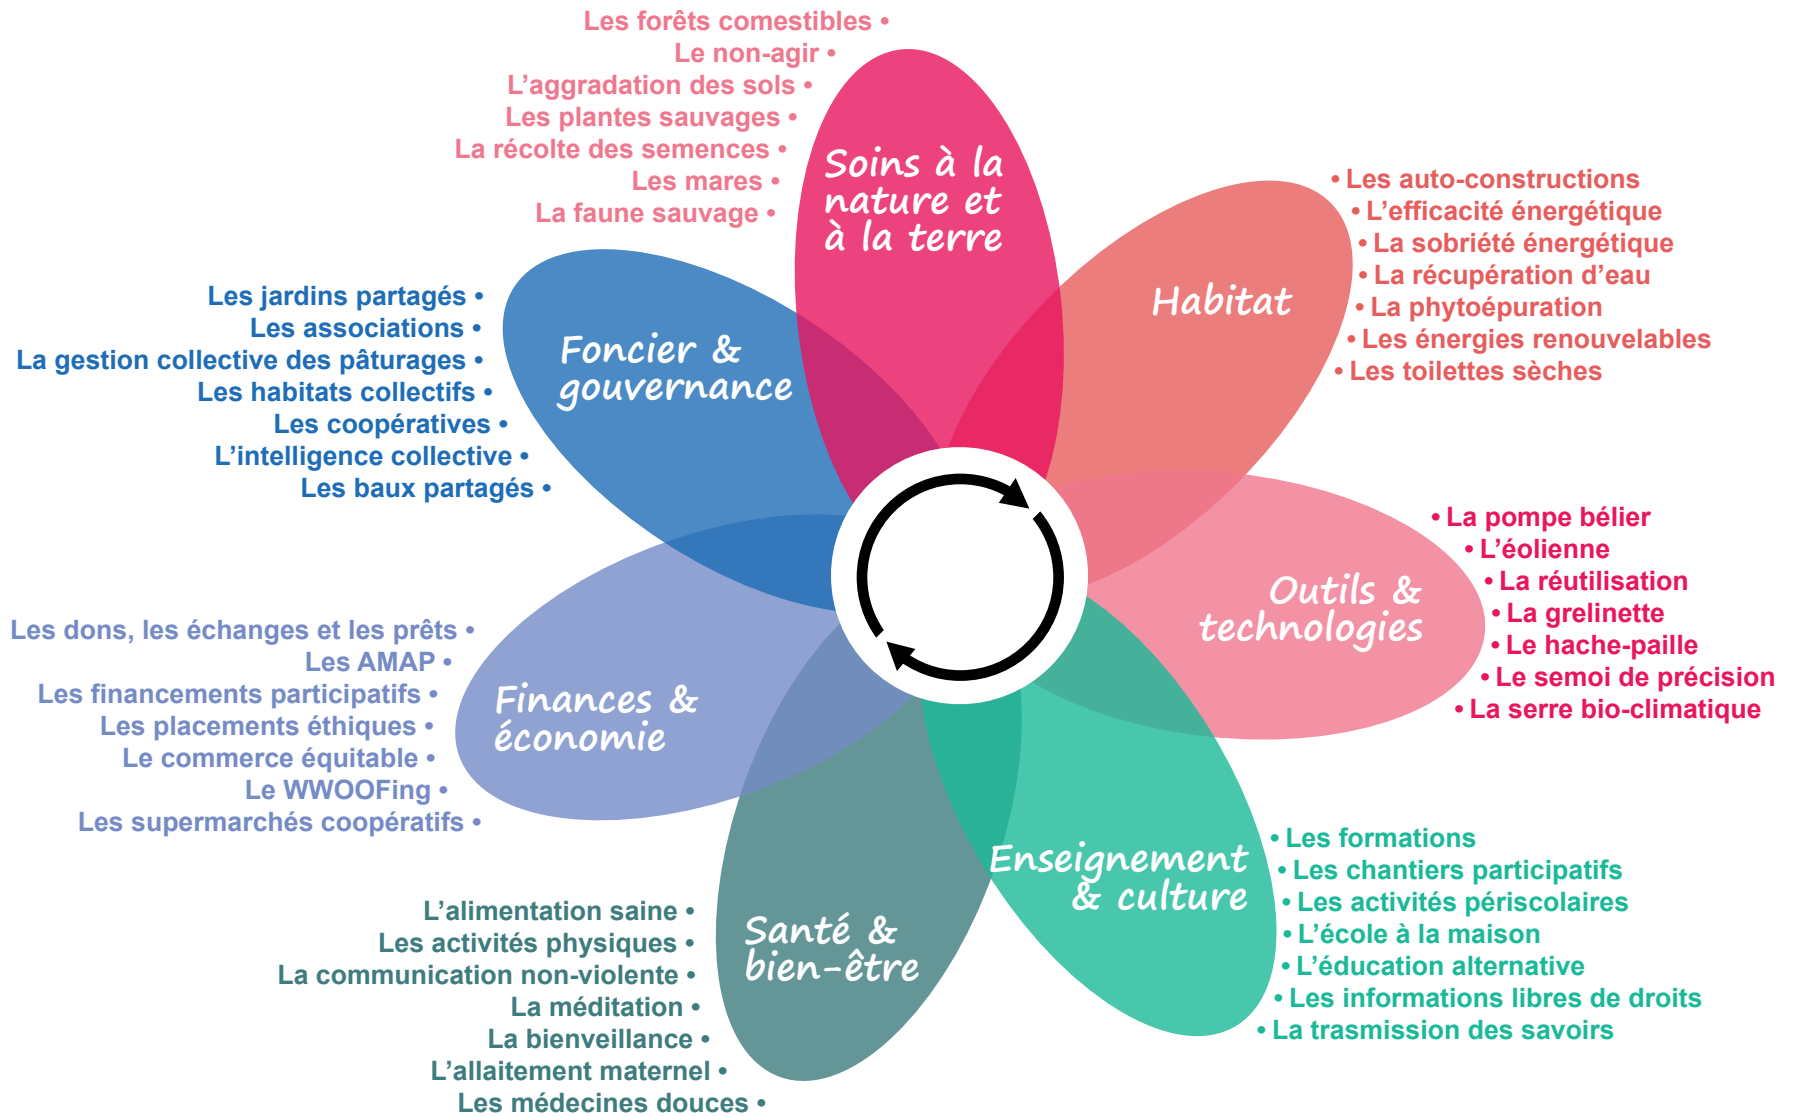 Les forêts comestibles •
Le non-agir •
L’aggradation des sols •
Les plantes sauvages •
La récolte des semences •
Les mares •
La faune sauvage •
Soins à la
nature et
à la terre
• Les auto-constructions
• L’efficacité énergétique
• La sobriété énergétique
• La récupération d’eau
• La phytoépuration
• Les énergies renouvelables
• Les toilettes sèches
Habitat
• La pompe bélier
• L’éolienne
• La réutilisation
• La grelinette
• Le hache-paille
• Le semoi de précision
• La serre bio-climatique
Outils &
technologies
• Les formations
• Les chantiers participatifs
• Les activités périscolaires
• L’école à la maison
• L’éducation alternative
• Les informations libres de droits
• La trasmission des savoirs
Enseignement
& culture
L’alimentation saine •
Les activités physiques •
La communication non-violente •
La méditation •
La bienveillance •
L’allaitement maternel •
Les médecines douces •
Santé &
bien-être
Les dons, les échanges et les prêts •
Les AMAP •
Les financements participatifs •
Les placements éthiques •
Le commerce équitable •
Le WWOOFing •
Les supermarchés coopératifs •
Finances &
économie
Les jardins partagés •
Les associations •
La gestion collective des pâturages •
Les habitats collectifs •
Les coopératives •
L’intelligence collective •
Les baux partagés •
Foncier &
gouvernance